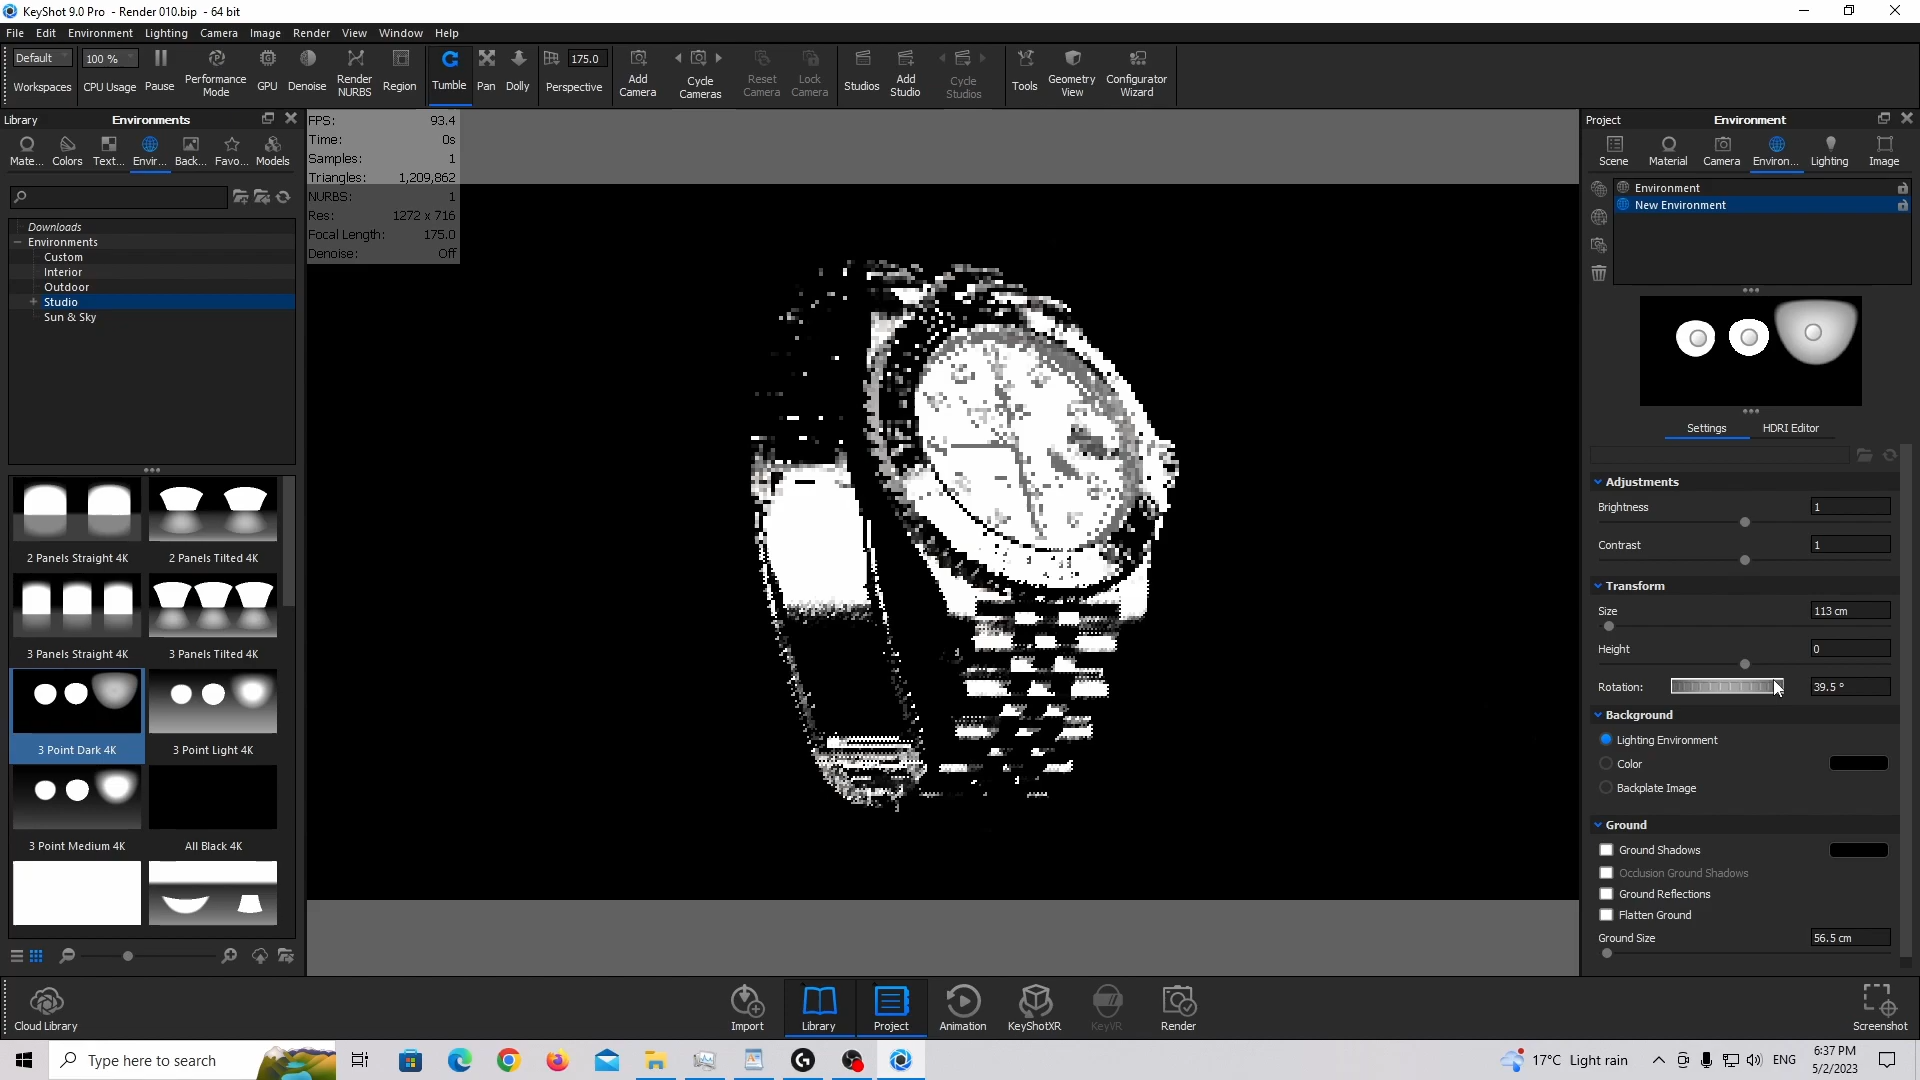 KeyShot 9.0 Pro - Render 010.bip - 64 bit
File Edit Environment Lighting Camera Image Render View Window Help
Default 100 % 175.0
Workspaces CPU Usage Pause Performance Mode GPU Denoise Render NURBS Region Tumble Pan Dolly Perspective Add Camera Cycle Cameras Reset Camera Lock Camera Studios Add Studio Cycle Studios Tools Geometry View Configurator Wizard
Library Environments
Mate... Colors Text... Envir... Back... Favo... Models
Downloads
Environments
Custom
Interior
Outdoor
Studio
Sun & Sky
2 Panels Straight 4K 2 Panels Tilted 4K
3 Panels Straight 4K 3 Panels Tilted 4K
3 Point Dark 4K 3 Point Light 4K
3 Point Medium 4K All Black 4K
FPS: 93.4
Time: 0s
Samples: 1
Triangles: 1,209,862
NURBS: 1
Res: 1272 x 716
Focal Length: 175.0
Denoise: Off
Project Environment
Scene Material Camera Environ... Lighting Image
Environment
New Environment
Settings HDRI Editor
Adjustments
Brightness 1
Contrast 1
Transform
Size 113 cm
Height 0
Rotation: 39.5 °
Background
Lighting Environment
Color
Backplate Image
Ground
Ground Shadows
Occlusion Ground Shadows
Ground Reflections
Flatten Ground
Ground Size 56.5 cm
Cloud Library Import Library Project Animation KeyShotXR KeyVR Render Screenshot
Type here to search 17°C Light rain ENG 6:37 PM
5/2/2023